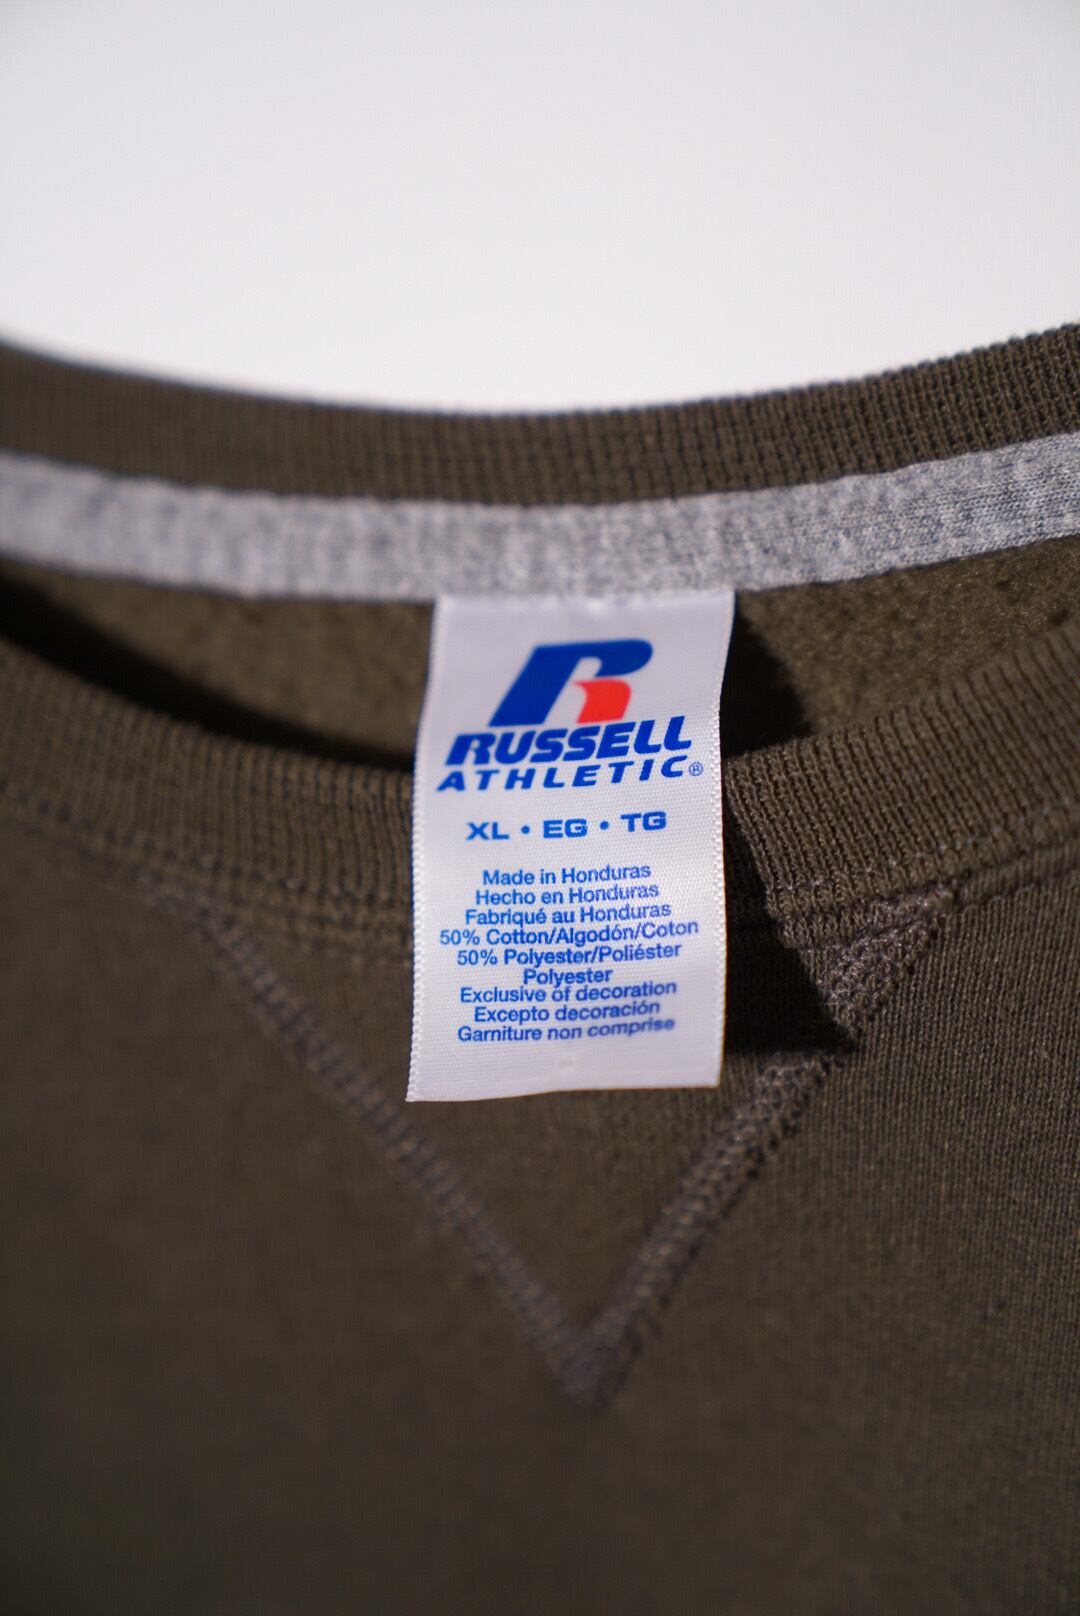 R
RUSSELL
ATHLETIC®
XL • EG • TG
Made in Honduras
Hecho en Honduras
Fabriqué au Honduras
50% Cotton/Algodón/Coton
50% Polyester/Poliéster
Polyester
Exclusive of decoration
Excepto decoración
Garniture non comprise